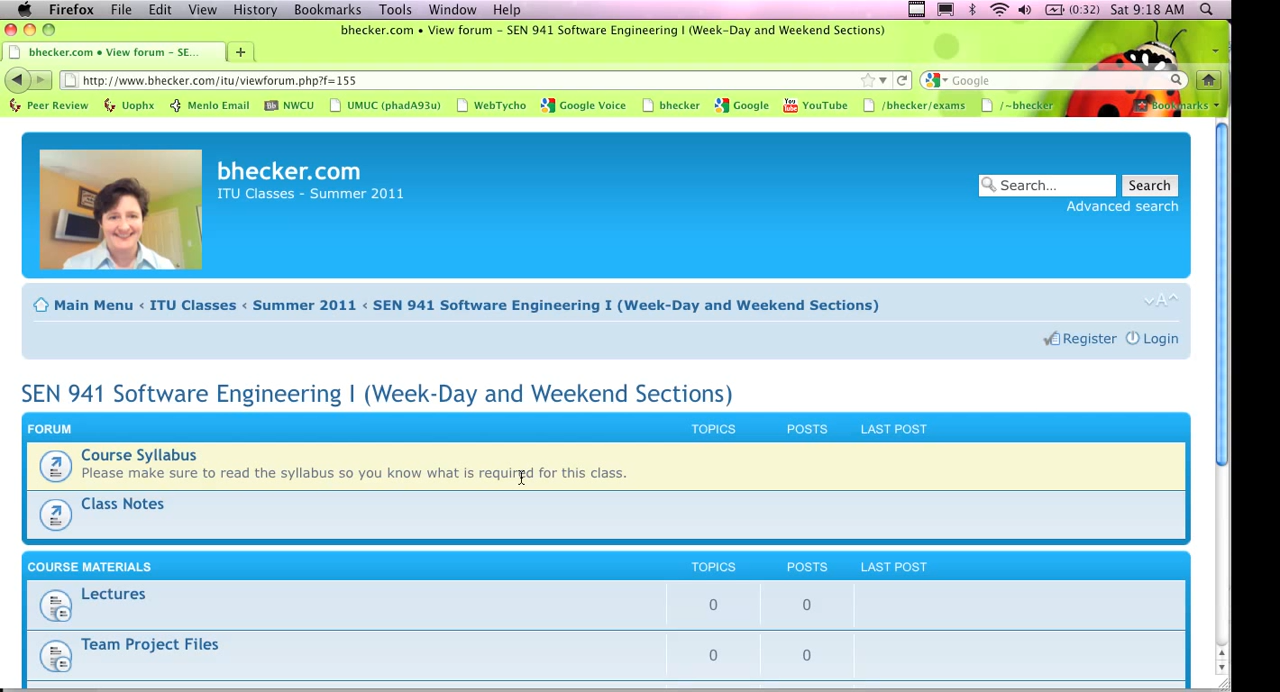 Firefox File Edit View History Bookmarks Tools Window Help (0:32) Sat 9:18 AM
bhecker.com • View forum – SEN 941 Software Engineering I (Week-Day and Weekend Sections)
bhecker.com • View forum – SE... +
http://www.bhecker.com/itu/viewforum.php?f=155 Google
Peer Review Uophx Menlo Email NWCU UMUC (phadA93u) WebTycho Google Voice bhecker Google YouTube /bhecker/exams /~bhecker Bookmarks
bhecker.com
ITU Classes - Summer 2011
Search... Search
Advanced search
Main Menu ‹ ITU Classes ‹ Summer 2011 ‹ SEN 941 Software Engineering I (Week-Day and Weekend Sections)
Register Login
SEN 941 Software Engineering I (Week-Day and Weekend Sections)
FORUM TOPICS POSTS LAST POST
Course Syllabus
Please make sure to read the syllabus so you know what is required for this class.
Class Notes
COURSE MATERIALS TOPICS POSTS LAST POST
Lectures 0 0
Team Project Files 0 0